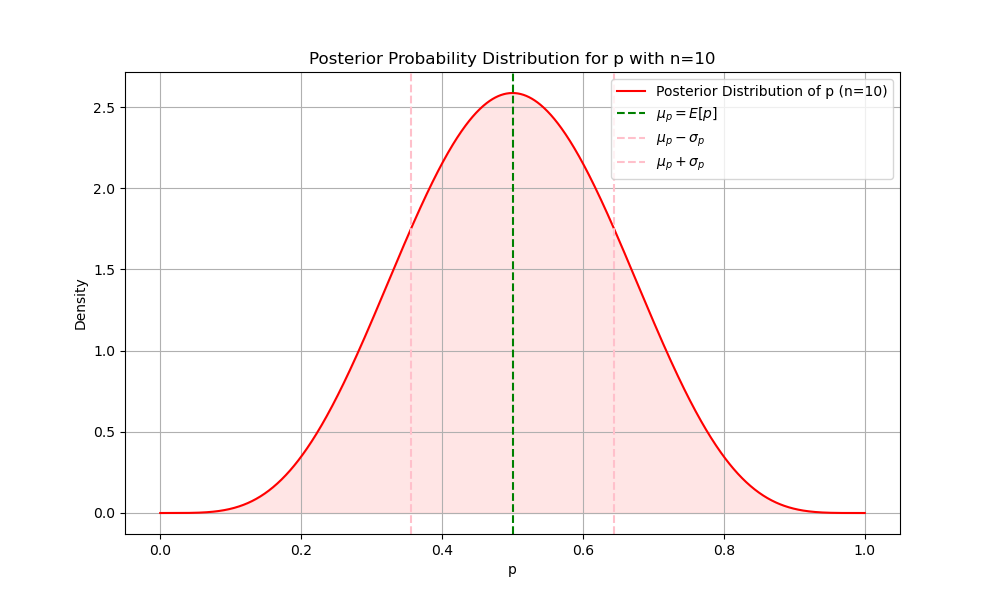 Posterior Probability Distribution for p with n=10
Posterior Distribution of p (n=10)
μₚ = E[p]
μₚ − σₚ
μₚ + σₚ
2.5
2.0
1.5
1.0
0.5
0.0
Density
0.0 0.2 0.4 0.6 0.8 1.0
p